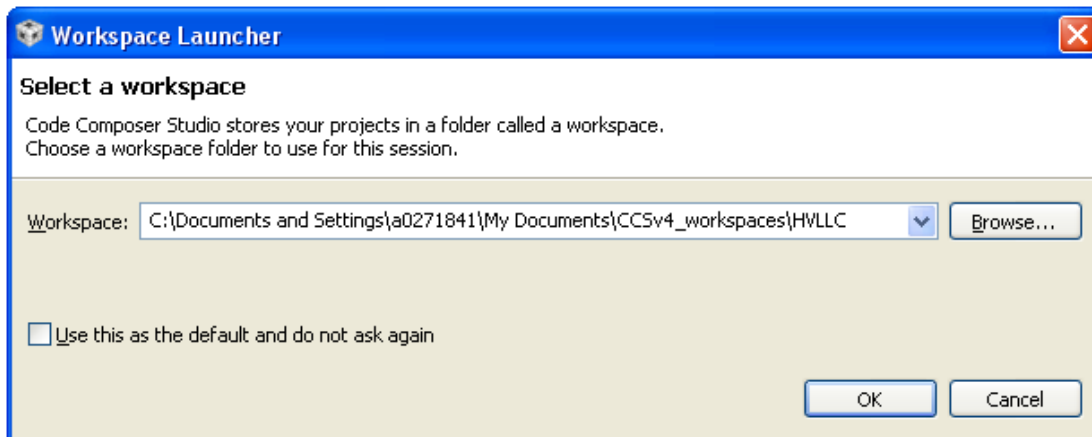 Workspace Launcher
Select a workspace
Code Composer Studio stores your projects in a folder called a workspace.
Choose a workspace folder to use for this session.
Workspace: C:\Documents and Settings\a0271841\My Documents\CCSv4_workspaces\HVLLC Browse...
Use this as the default and do not ask again
OK Cancel